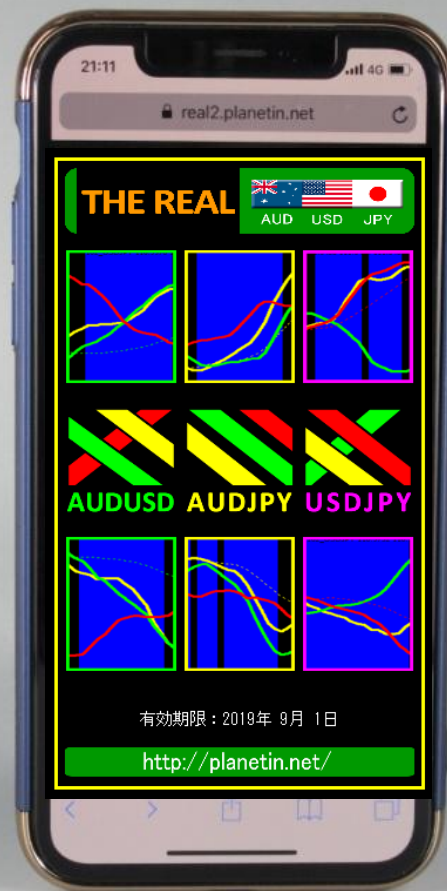 21:11
4G
real2.planetin.net
THE REAL
AUD USD JPY
AUDUSD AUDJPY USDJPY
有効期限：2019年 9月 1日
http://planetin.net/